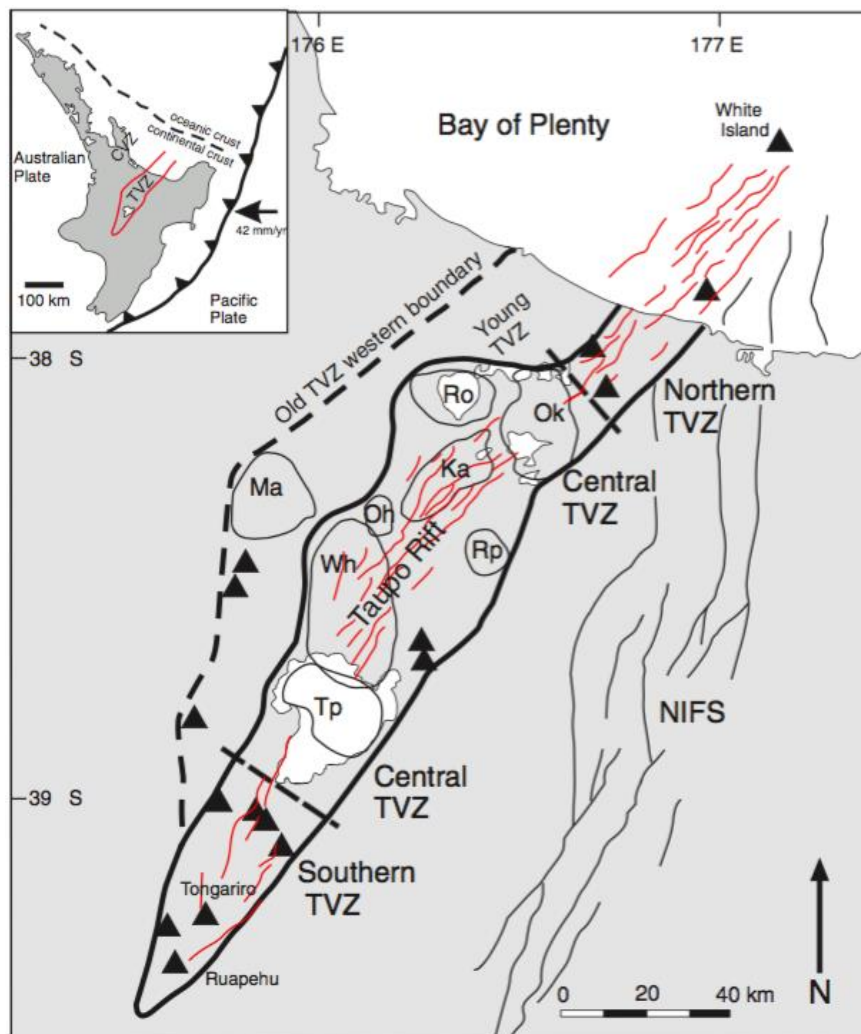 176 E
177 E
White
Island
Bay of Plenty
oceanic crust
continental crust
Australian
Plate
CVZ
TVZ
42 mm/yr
100 km
Pacific
Plate
38 S
Old TVZ western boundary
Young
TVZ
Ro
Ok
Northern
TVZ
Ma
Ka
Central
TVZ
Oh
Wh
Rp
Taupo Rift
Tp
NIFS
39 S
Central
TVZ
Southern
TVZ
Tongariro
Ruapehu
0 20 40 km
N